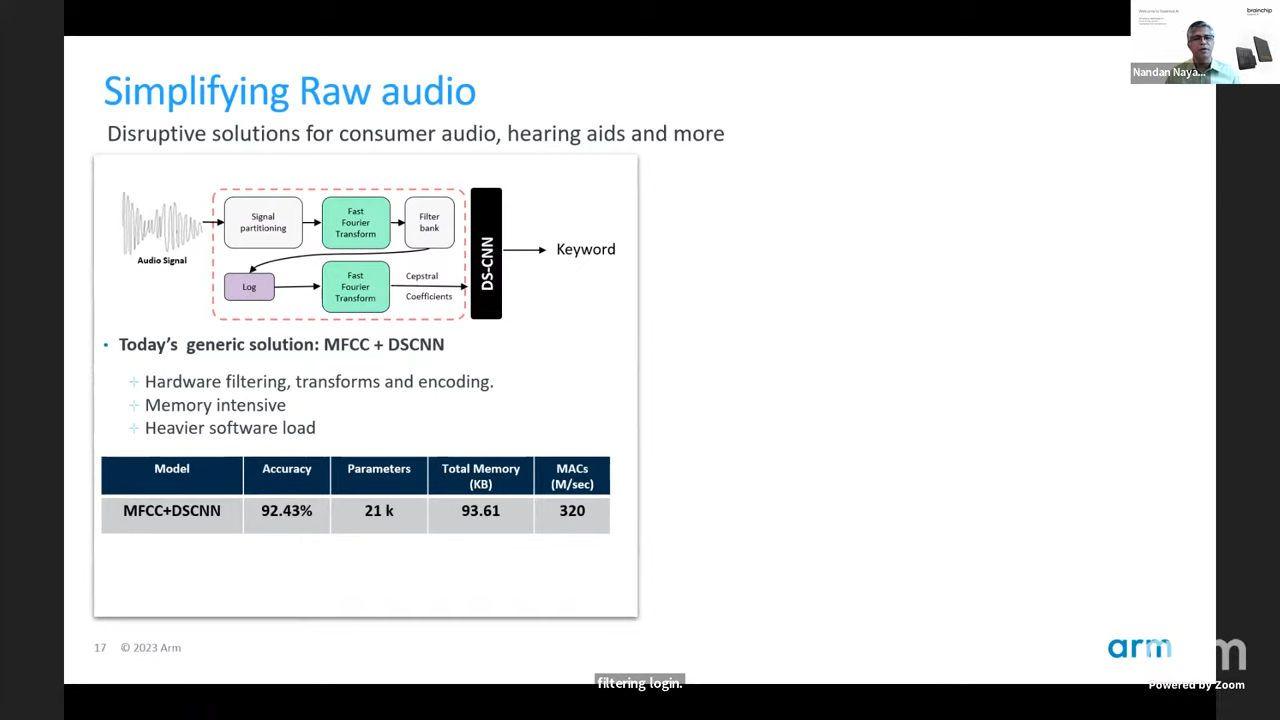 brainchip
Nandan Naya...
Simplifying Raw audio
Disruptive solutions for consumer audio, hearing aids and more
Audio Signal
Signal
partitioning
Fast
Fourier
Transform
Filter
bank
Log
Fast
Fourier
Transform
Cepstral
Coefficients
DS-CNN
Keyword
• Today’s generic solution: MFCC + DSCNN
Hardware filtering, transforms and encoding.
Memory intensive
Heavier software load
Model Accuracy Parameters Total Memory (KB) MACs (M/sec)
MFCC+DSCNN 92.43% 21 k 93.61 320
17 © 2023 Arm
arm
filtering login.
Powered by Zoom